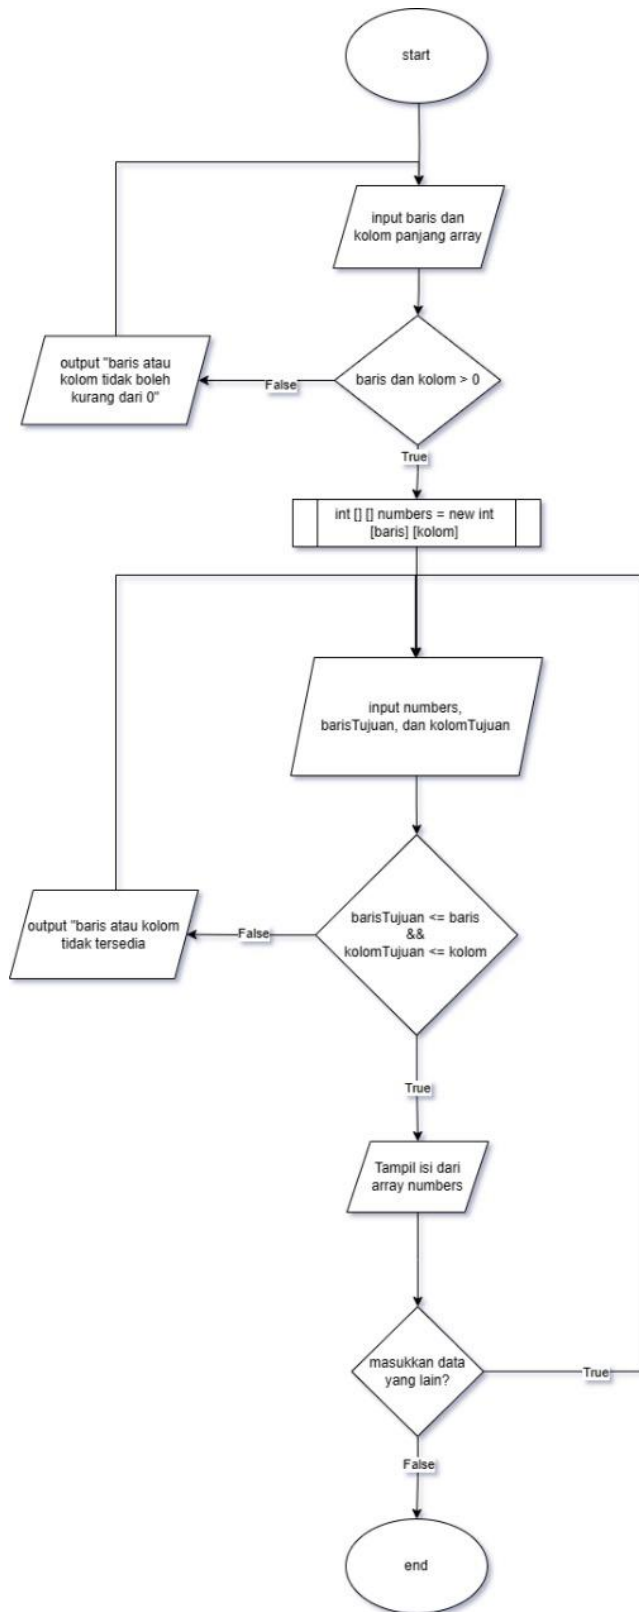 start
input baris dan
kolom panjang array
output "baris atau
kolom tidak boleh
kurang dari 0"
False
baris dan kolom > 0
True
int [] [] numbers = new int
[baris] [kolom]
input numbers,
barisTujuan, dan kolomTujuan
output "baris atau kolom
tidak tersedia
False
barisTujuan <= baris
&&
kolomTujuan <= kolom
True
Tampil isi dari
array numbers
masukkan data
yang lain?
True
False
end